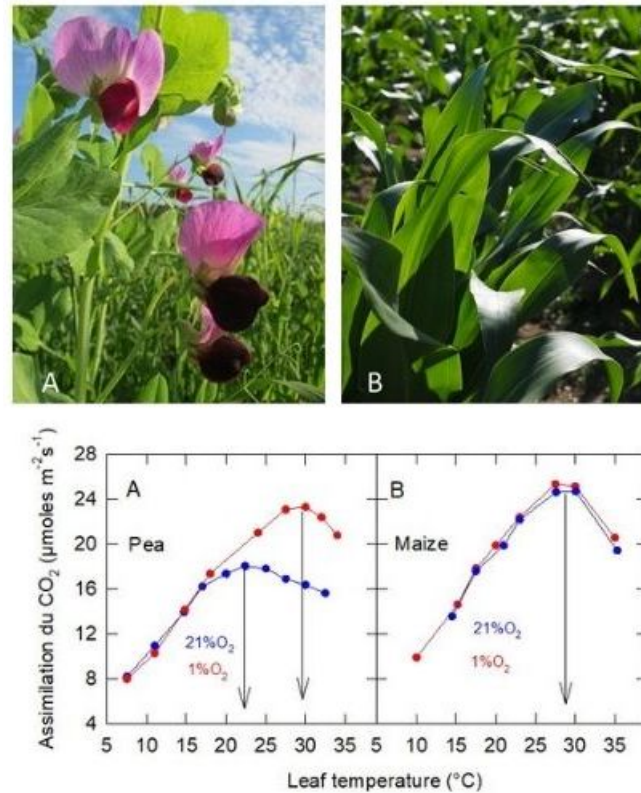 A
B
28
24
20
16
12
8
4
Assimilation du CO₂ (µmoles m⁻² s⁻¹)
A
Pea
21%O₂
1%O₂
B
Maize
21%O₂
1%O₂
5 10 15 20 25 30 35 5 10 15 20 25 30 35
Leaf temperature (°C)